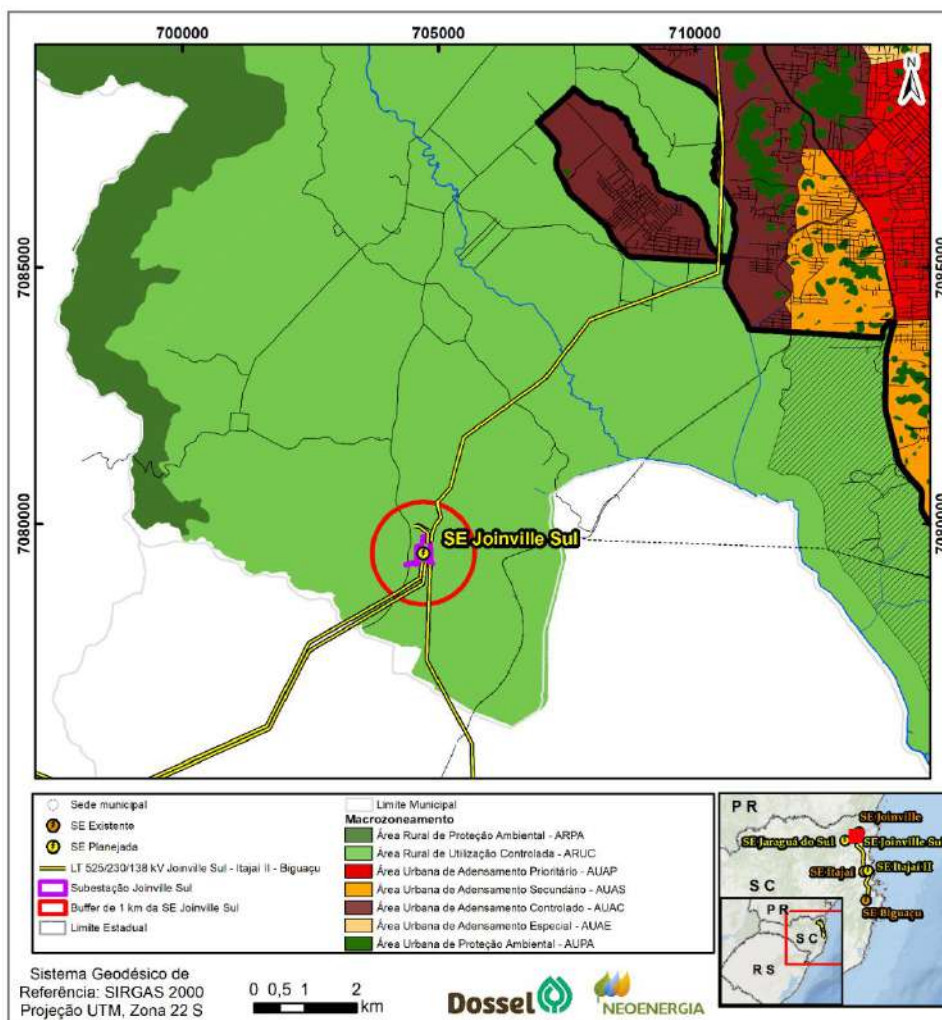 700000 705000 710000
N
7085000 7085000
7080000 7080000
SE Joinville Sul
Sede municipal
SE Existente
SE Planejada
LT 525/230/138 kV Joinville Sul - Itajaí II - Biguaçu
Subestação Joinville Sul
Buffer de 1 km da SE Joinville Sul
Limite Estadual
Limite Municipal
Macrozoneamento
Área Rural de Proteção Ambiental - ARPA
Área Rural de Utilização Controlada - ARUC
Área Urbana de Adensamento Prioritário - AUAP
Área Urbana de Adensamento Secundário - AUAS
Área Urbana de Adensamento Controlado - AUAC
Área Urbana de Adensamento Especial - AUAE
Área Urbana de Proteção Ambiental - AUPA
PR
SE Joinville
SE Jaraguá do Sul
SE Joinville Sul
SE Itajaí
SE Itajaí II
SC
SE Biguaçu
PR
SC
RS
Sistema Geodésico de
Referência: SIRGAS 2000
Projeção UTM, Zona 22 S
0 0,5 1 2
km
Dossel
NEOENERGIA